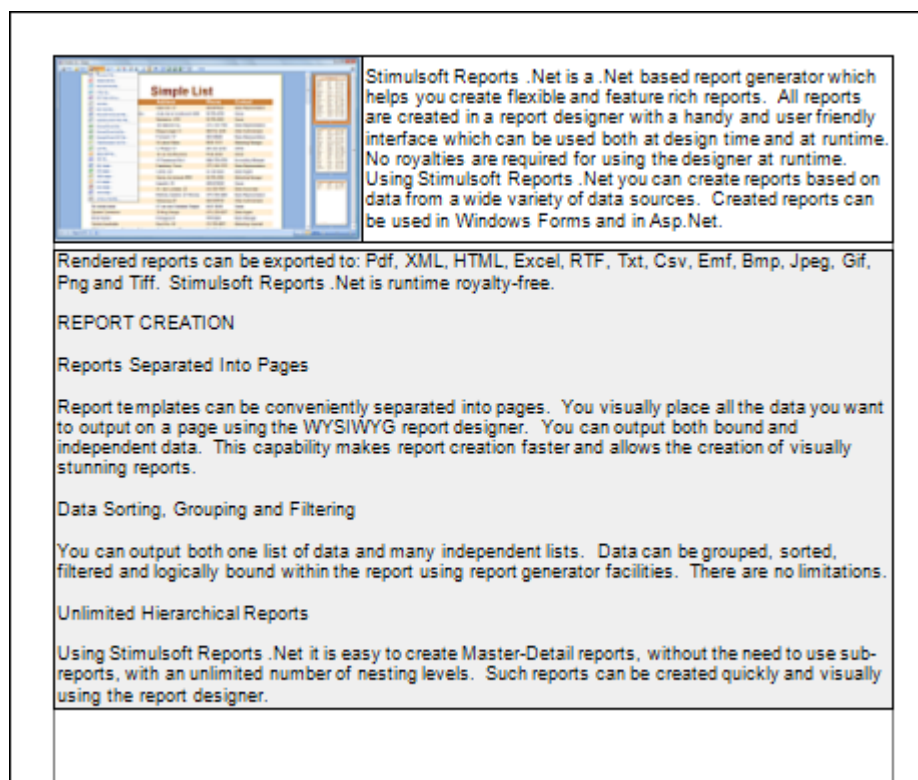 Simple List
Stimulsoft Reports .Net is a .Net based report generator which
helps you create flexible and feature rich reports.  All reports
are created in a report designer with a handy and user friendly
interface which can be used both at design time and at runtime.
No royalties are required for using the designer at runtime.
Using Stimulsoft Reports .Net you can create reports based on
data from a wide variety of data sources.  Created reports can
be used in Windows Forms and in Asp.Net.
Rendered reports can be exported to: Pdf, XML, HTML, Excel, RTF, Txt, Csv, Emf, Bmp, Jpeg, Gif,
Png and Tiff.  Stimulsoft Reports .Net is runtime royalty-free.
REPORT CREATION
Reports Separated Into Pages
Report templates can be conveniently separated into pages.  You visually place all the data you want
to output on a page using the WYSIWYG report designer.  You can output both bound and
independent data.  This capability makes report creation faster and allows the creation of visually
stunning reports.
Data Sorting, Grouping and Filtering
You can output both one list of data and many independent lists.  Data can be grouped, sorted,
filtered and logically bound within the report using report generator facilities.  There are no limitations.
Unlimited Hierarchical Reports
Using Stimulsoft Reports .Net it is easy to create Master-Detail reports, without the need to use sub-
reports, with an unlimited number of nesting levels.  Such reports can be created quickly and visually
using the report designer.